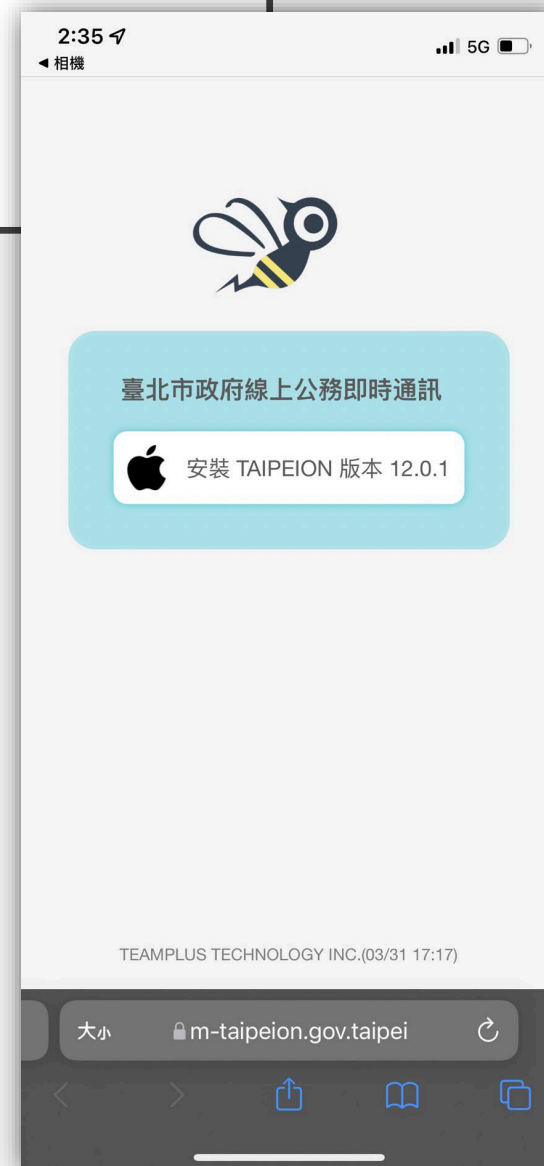 2:35
5G
◀ 相機
臺北市政府線上公務即時通訊
安裝 TAIPEION 版本 12.0.1
TEAMPLUS TECHNOLOGY INC.(03/31 17:17)
大小 m-taipeion.gov.taipei